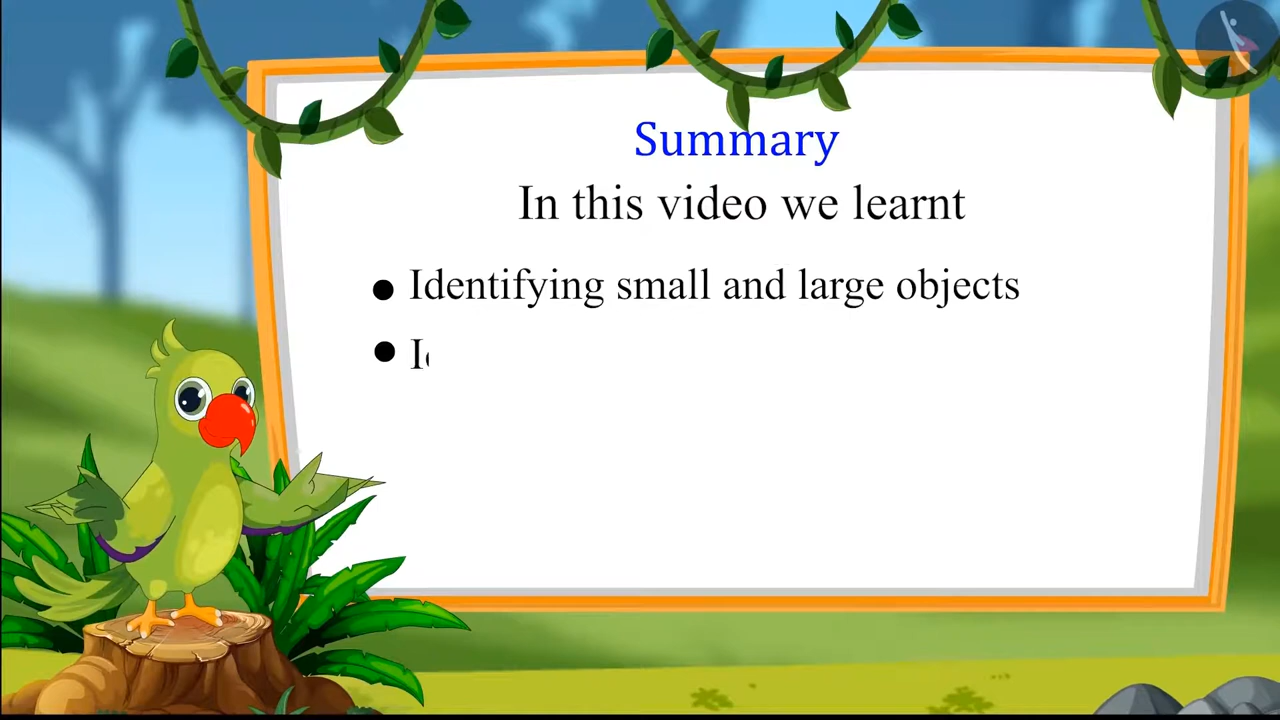 Summary
In this video we learnt
● Identifying small and large objects
●